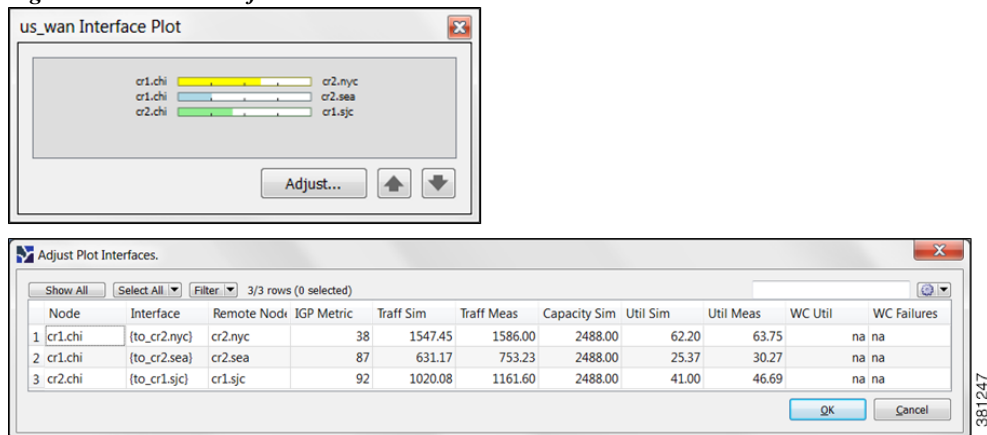 us_wan Interface Plot
cr1.chi cr2.nyc
cr1.chi cr2.sea
cr2.chi cr1.sjc
Adjust...
Adjust Plot Interfaces.
Show All Select All Filter 3/3 rows (0 selected)
Node Interface Remote Node IGP Metric Traff Sim Traff Meas Capacity Sim Util Sim Util Meas WC Util WC Failures
1 cr1.chi {to_cr2.nyc} cr2.nyc 38 1547.45 1586.00 2488.00 62.20 63.75 na na
2 cr1.chi {to_cr2.sea} cr2.sea 87 631.17 753.23 2488.00 25.37 30.27 na na
3 cr2.chi {to_cr1.sjc} cr1.sjc 92 1020.08 1161.60 2488.00 41.00 46.69 na na
OK Cancel
381247